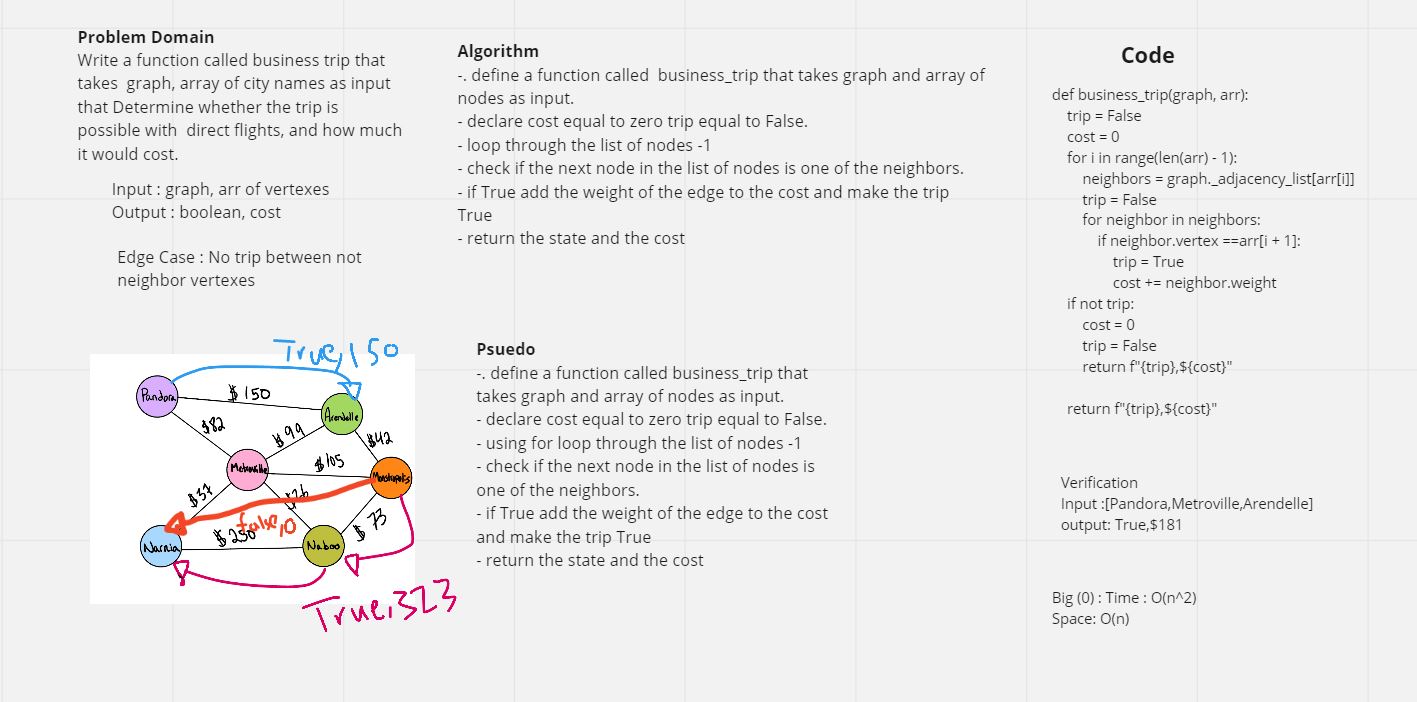 Problem Domain
Write a function called business trip that
takes  graph, array of city names as input
that Determine whether the trip is
possible with  direct flights, and how much
it would cost.
Input : graph, arr of vertexes
Output : boolean, cost
Edge Case : No trip between not
neighbor vertexes
Algorithm
-. define a function called  business_trip that takes graph and array of
nodes as input.
- declare cost equal to zero trip equal to False.
- loop through the list of nodes -1
- check if the next node in the list of nodes is one of the neighbors.
- if True add the weight of the edge to the cost and make the trip
True
- return the state and the cost
Code
def business_trip(graph, arr):
trip = False
cost = 0
for i in range(len(arr) - 1):
neighbors = graph._adjacency_list[arr[i]]
trip = False
for neighbor in neighbors:
if neighbor.vertex ==arr[i + 1]:
trip = True
cost += neighbor.weight
if not trip:
cost = 0
trip = False
return f"{trip},${cost}"
return f"{trip},${cost}"
True,150
Pandora
$150
Arendelle
$82
$99
$42
Metroville
$105
Monstropolis
$37
$26
false,0
$250
$ 73
Narnia
Naboo
True,323
Psuedo
-. define a function called business_trip that
takes graph and array of nodes as input.
- declare cost equal to zero trip equal to False.
- using for loop through the list of nodes -1
- check if the next node in the list of nodes is
one of the neighbors.
- if True add the weight of the edge to the cost
and make the trip True
- return the state and the cost
Verification
Input :[Pandora,Metroville,Arendelle]
output: True,$181
Big (0) : Time : O(n^2)
Space: O(n)